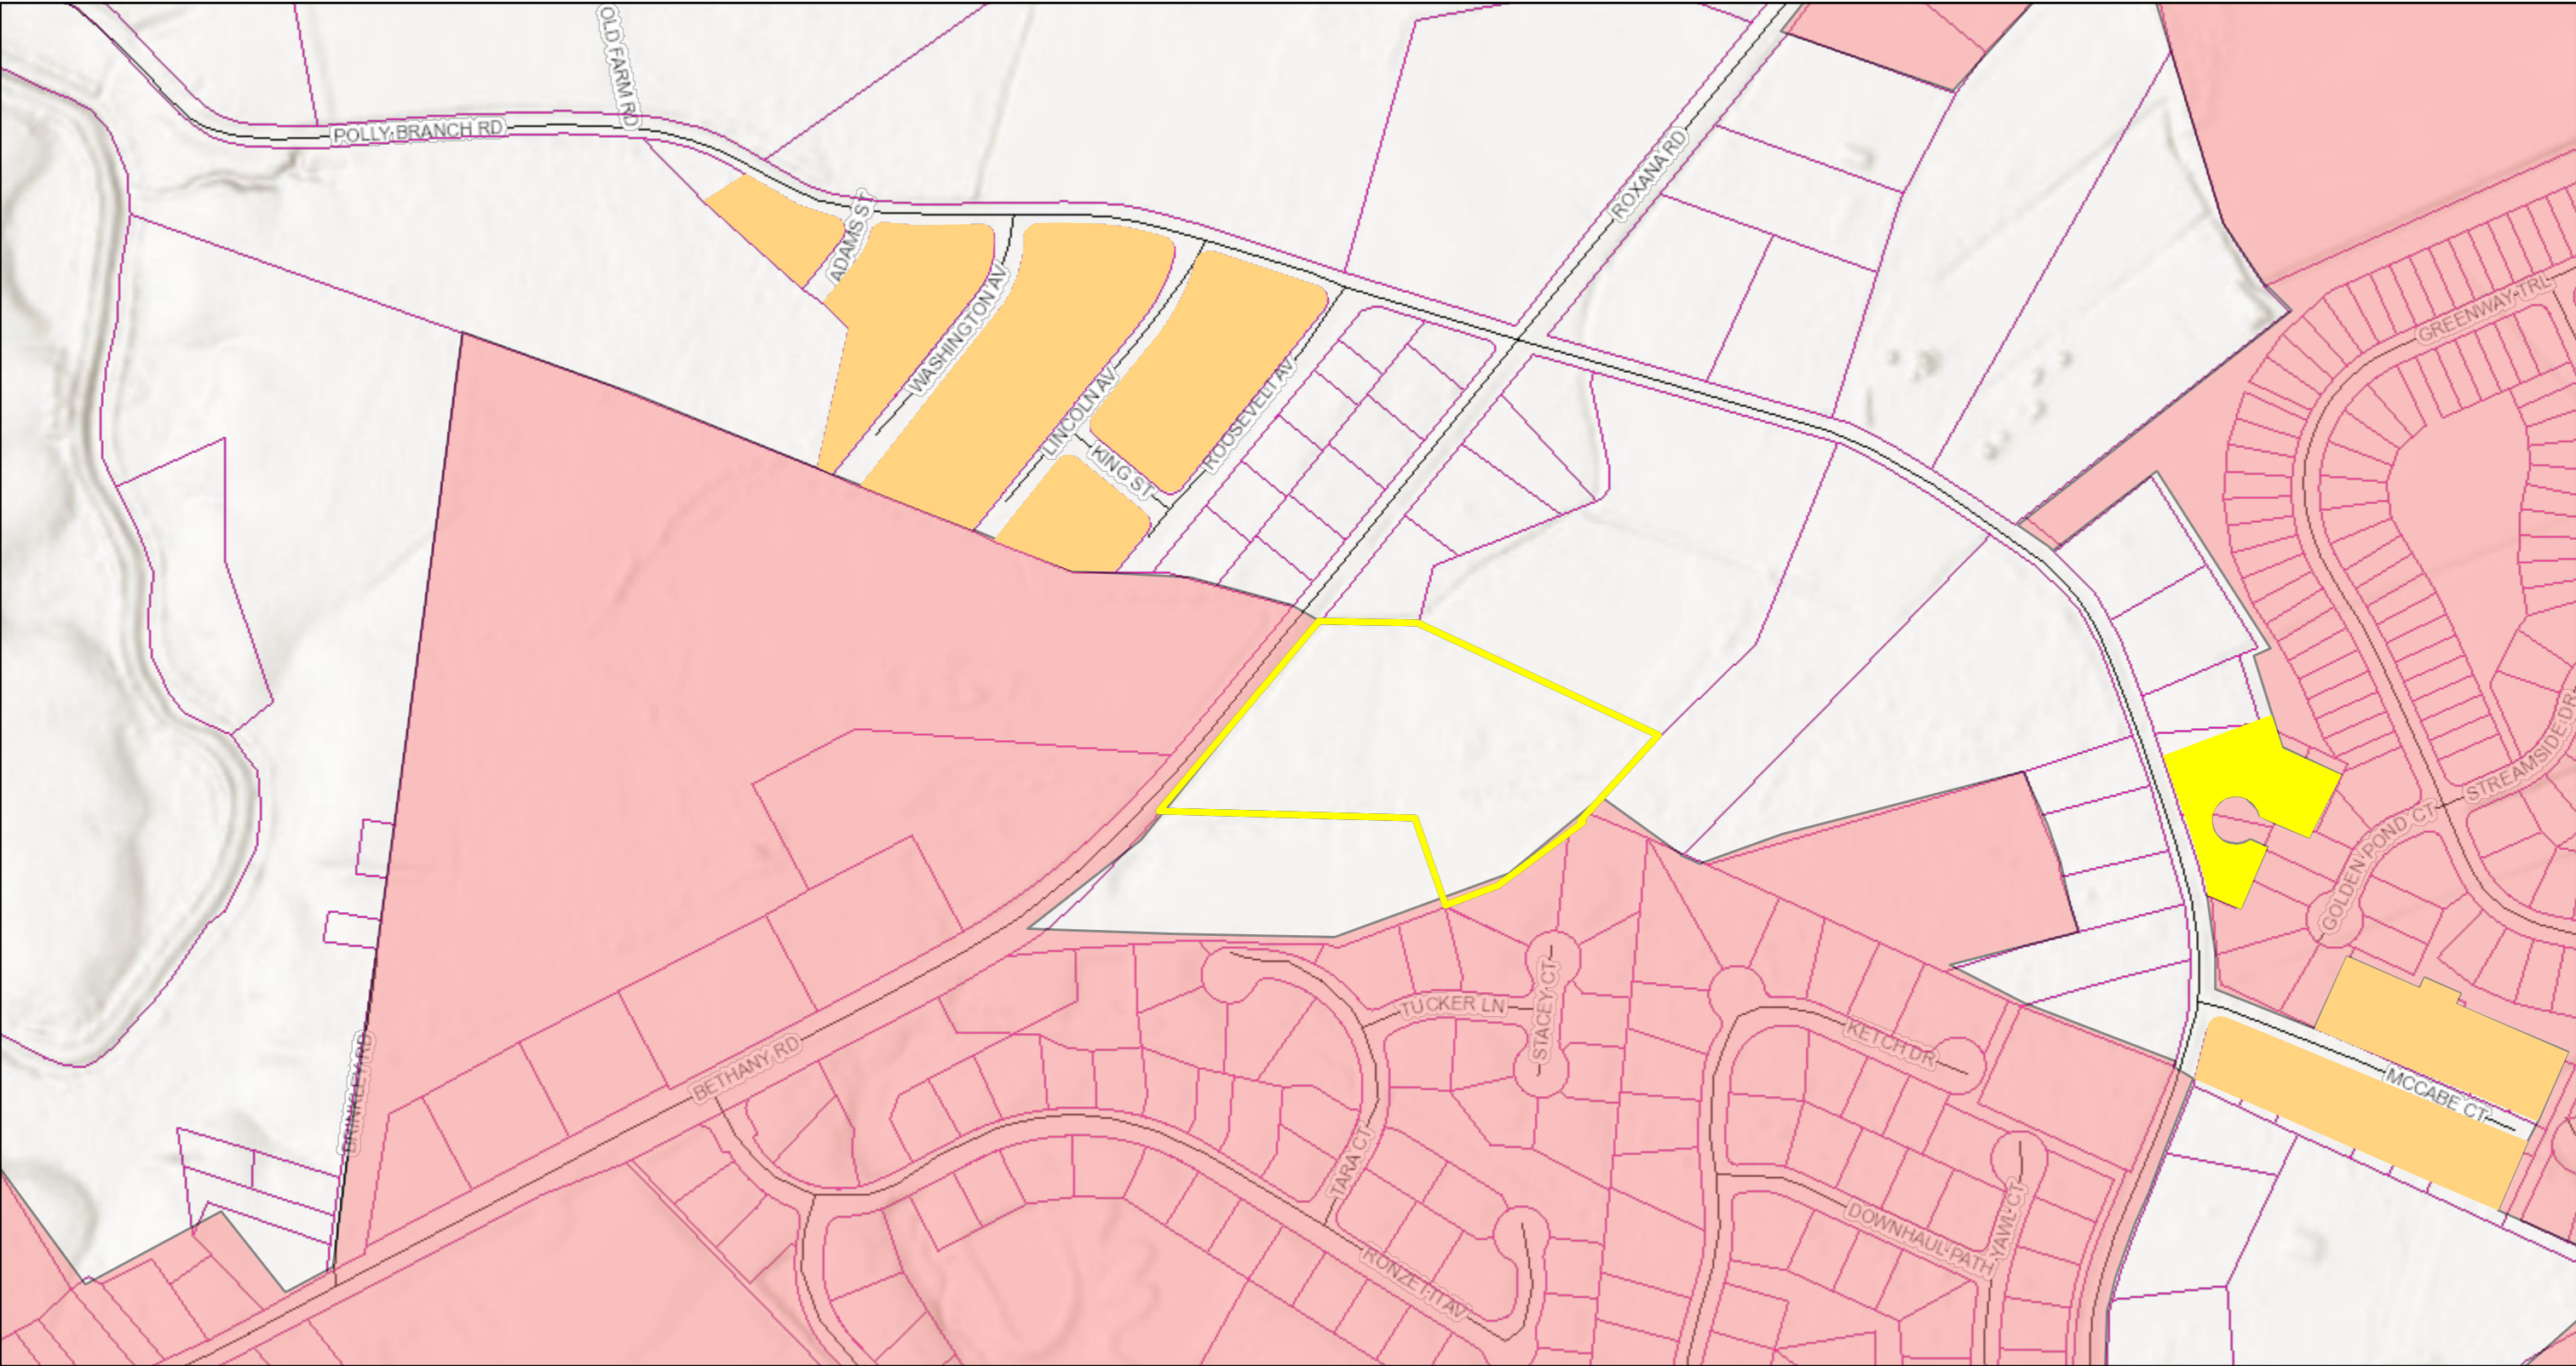 OLD FARM RD
POLLY BRANCH RD
ROXANA RD
ADAMS ST
WASHINGTON AV
LINCOLN AV
KING ST
ROOSEVELT AV
GREENWAY TRL
STREAMSIDE DR
GOLDEN POND CT
MCCABE CT
BRINKLEY RD
BETHANY RD
TUCKER LN
STACEY CT
KETCH DR
TARA CT
DOWNHAUL PATH
YAWL CT
RONZETTI AV